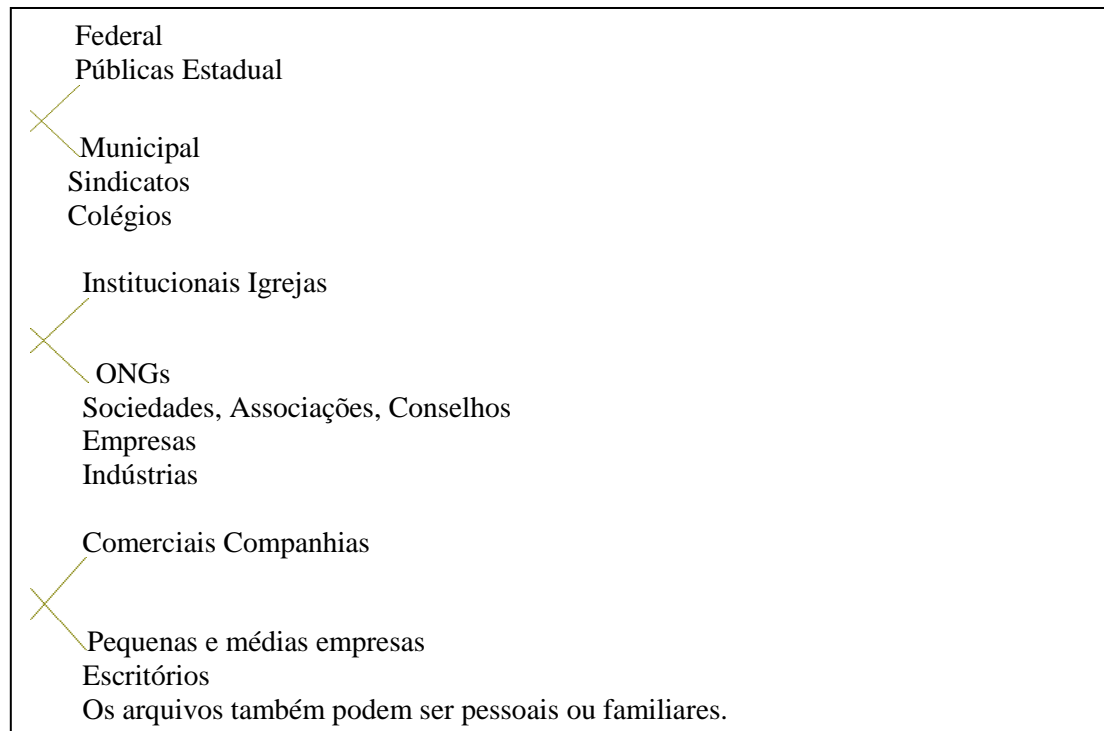 Federal
Públicas Estadual
Municipal
Sindicatos
Colégios
Institucionais Igrejas
ONGs
Sociedades, Associações, Conselhos
Empresas
Indústrias
Comerciais Companhias
Pequenas e médias empresas
Escritórios
Os arquivos também podem ser pessoais ou familiares.